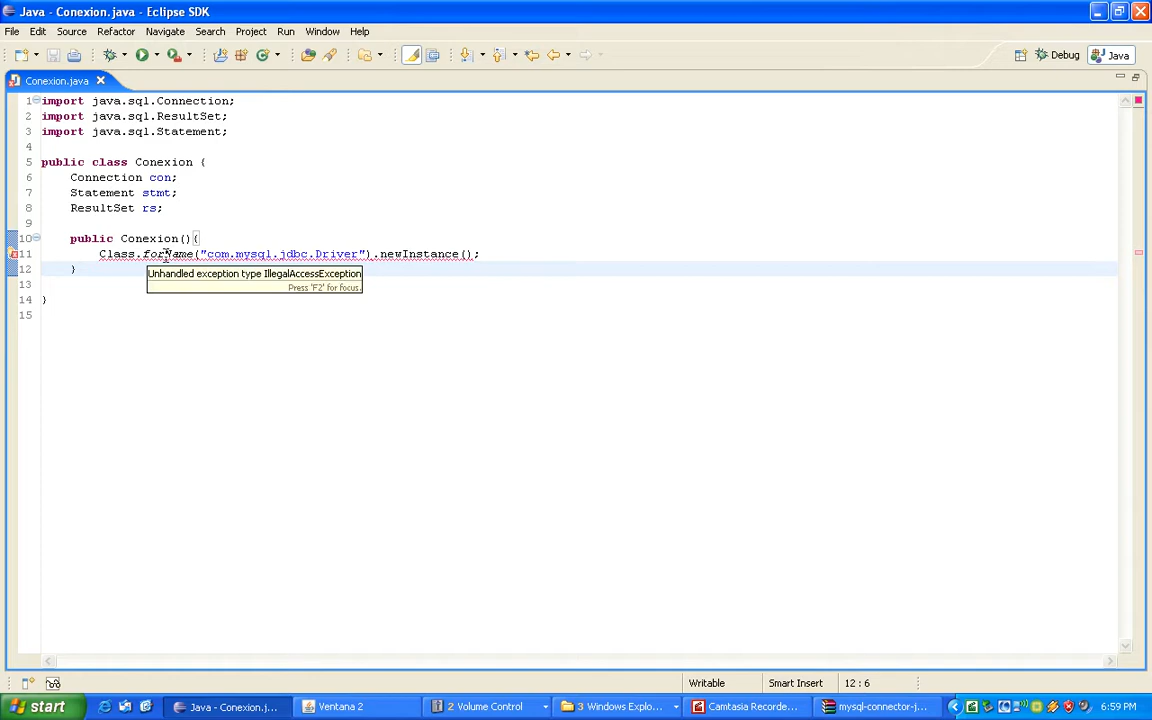 Java - Conexion.java - Eclipse SDK
File Edit Source Refactor Navigate Search Project Run Window Help
Debug Java
Conexion.java
1 import java.sql.Connection;
2 import java.sql.ResultSet;
3 import java.sql.Statement;
4
5 public class Conexion {
6 Connection con;
7 Statement stmt;
8 ResultSet rs;
9
10 public Conexion(){
11 Class.forName("com.mysql.jdbc.Driver").newInstance();
12 }
Unhandled exception type IllegalAccessException
Press 'F2' for focus.
13
14 }
15
Writable Smart Insert 12 : 6
start Java - Conexion.ja... Ventana 2 2 Volume Control 3 Windows Explo... Camtasia Recorde... mysql-connector-j... 6:59 PM